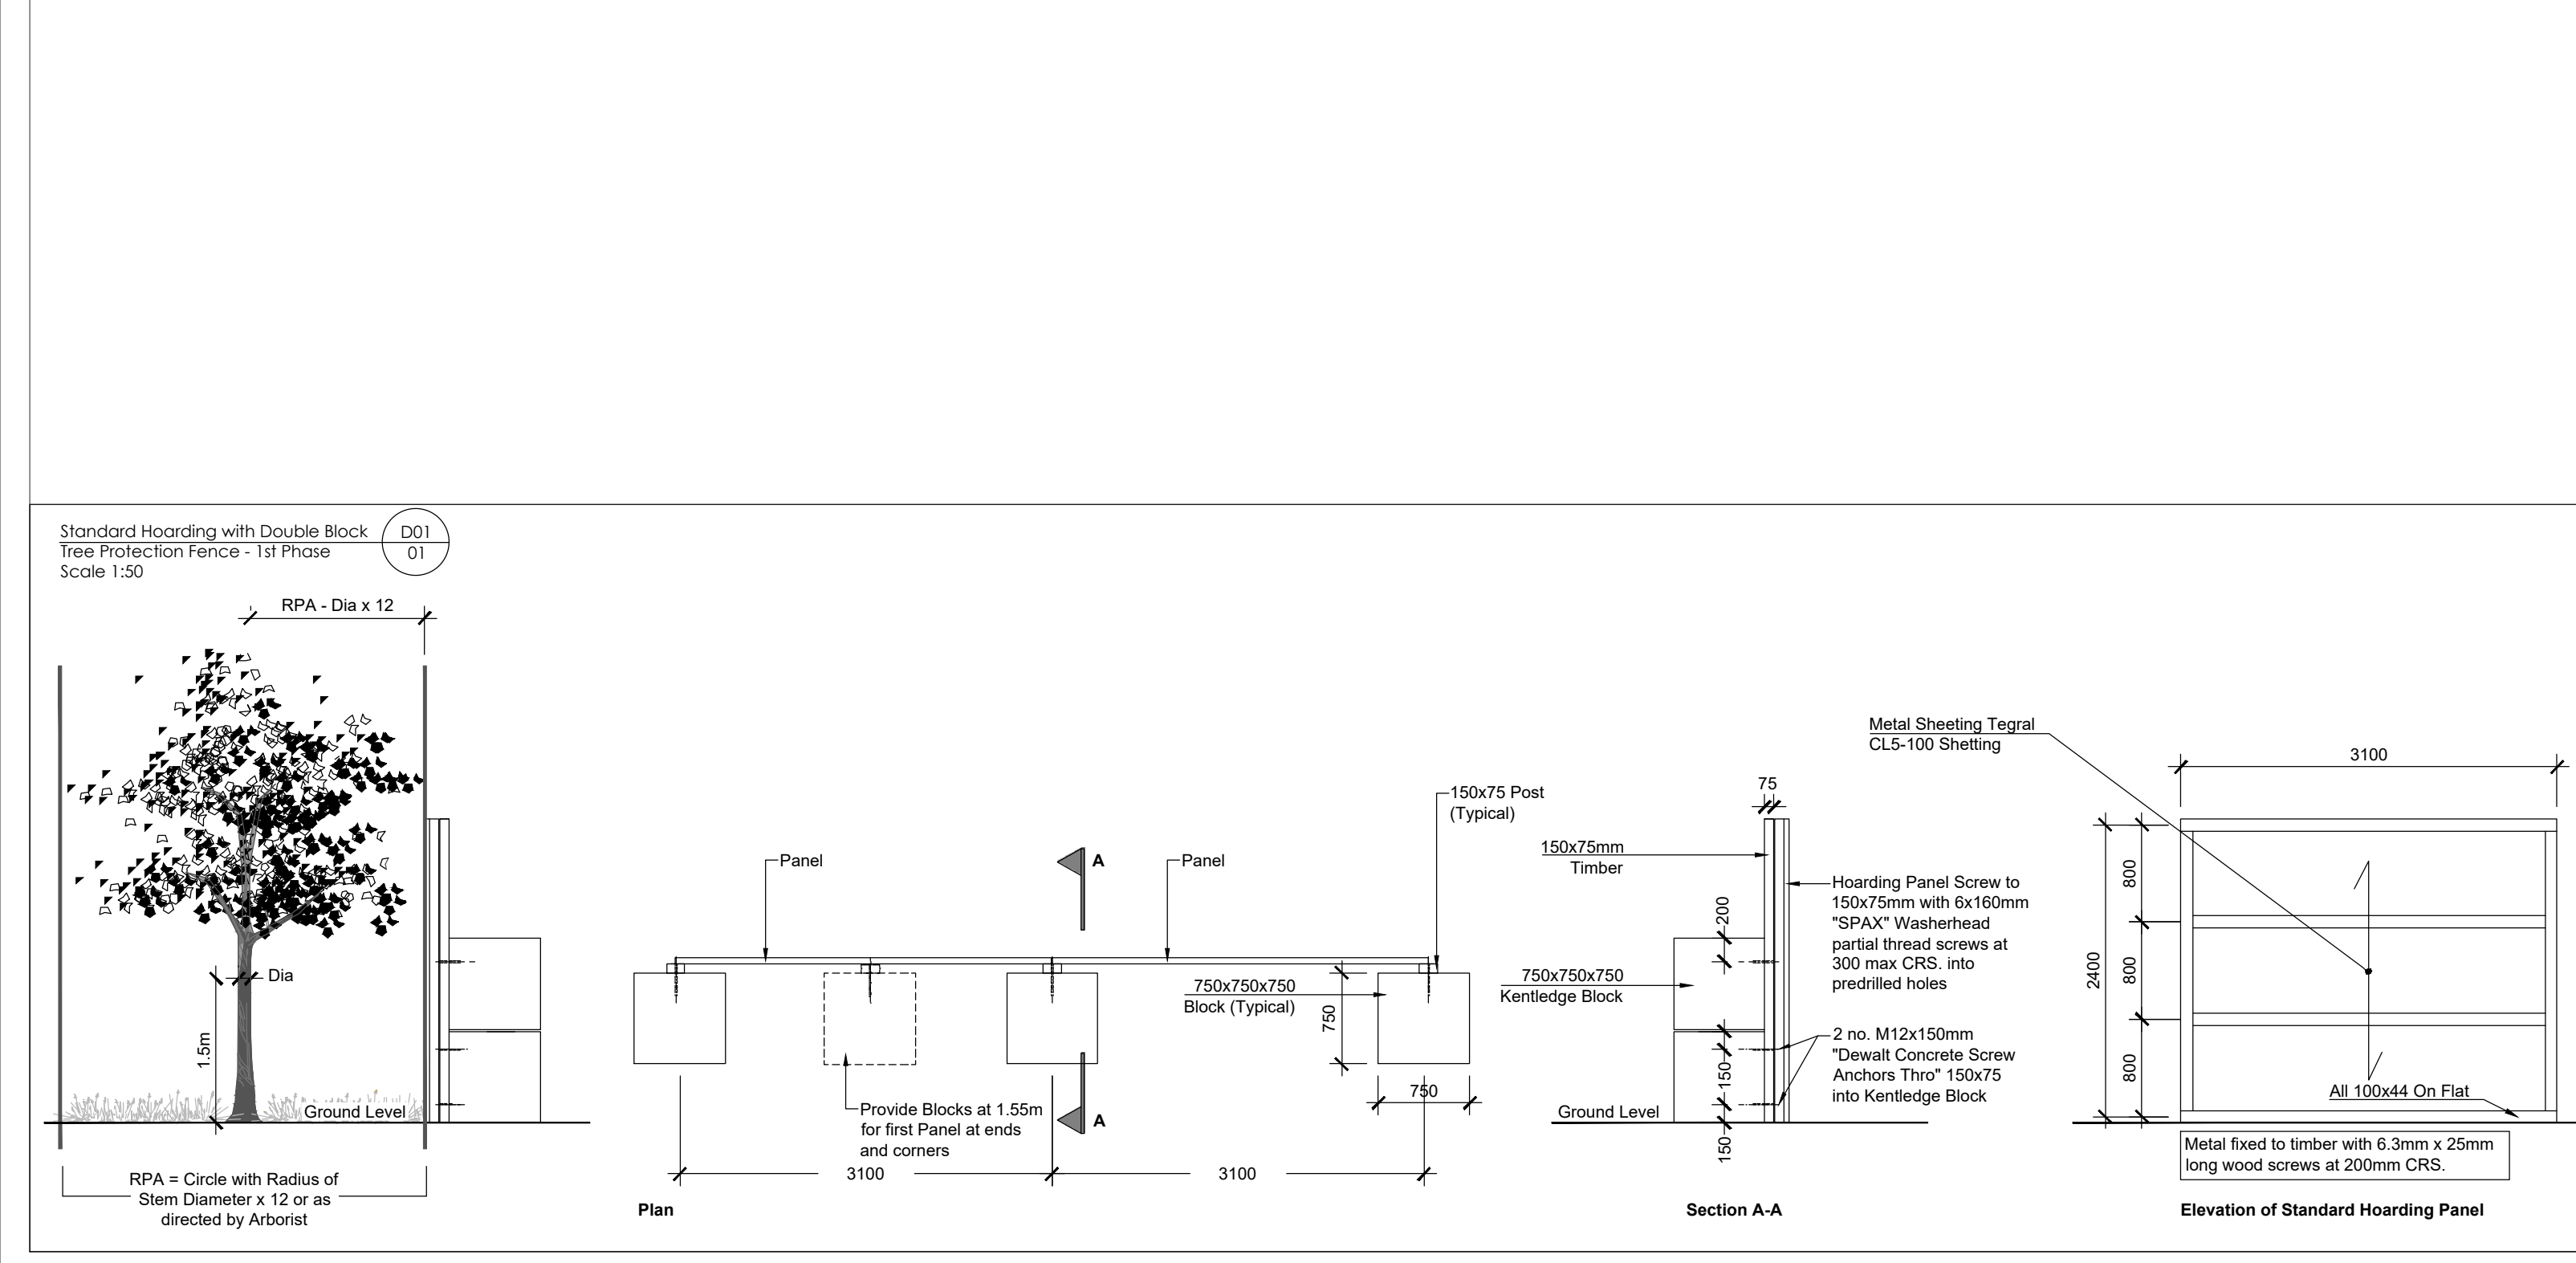 Standard Hoarding with Double Block
Tree Protection Fence - 1st Phase
Scale 1:50
D01
01
RPA - Dia x 12
Dia
1.5m
Ground Level
RPA = Circle with Radius of
Stem Diameter x 12 or as
directed by Arborist
Panel
A
Panel
150x75 Post
(Typical)
750x750x750
Block (Typical)
750
750
Provide Blocks at 1.55m
for first Panel at ends
and corners
A
3100
3100
Plan
75
150x75mm
Timber
200
750x750x750
Kentledge Block
Hoarding Panel Screw to
150x75mm with 6x160mm
"SPAX" Washerhead
partial thread screws at
300 max CRS. into
predrilled holes
2 no. M12x150mm
"Dewalt Concrete Screw
Anchors Thro" 150x75
into Kentledge Block
150
150
Ground Level
Section A-A
Metal Sheeting Tegral
CL5-100 Shetting
3100
2400
800
800
800
All 100x44 On Flat
Metal fixed to timber with 6.3mm x 25mm
long wood screws at 200mm CRS.
Elevation of Standard Hoarding Panel